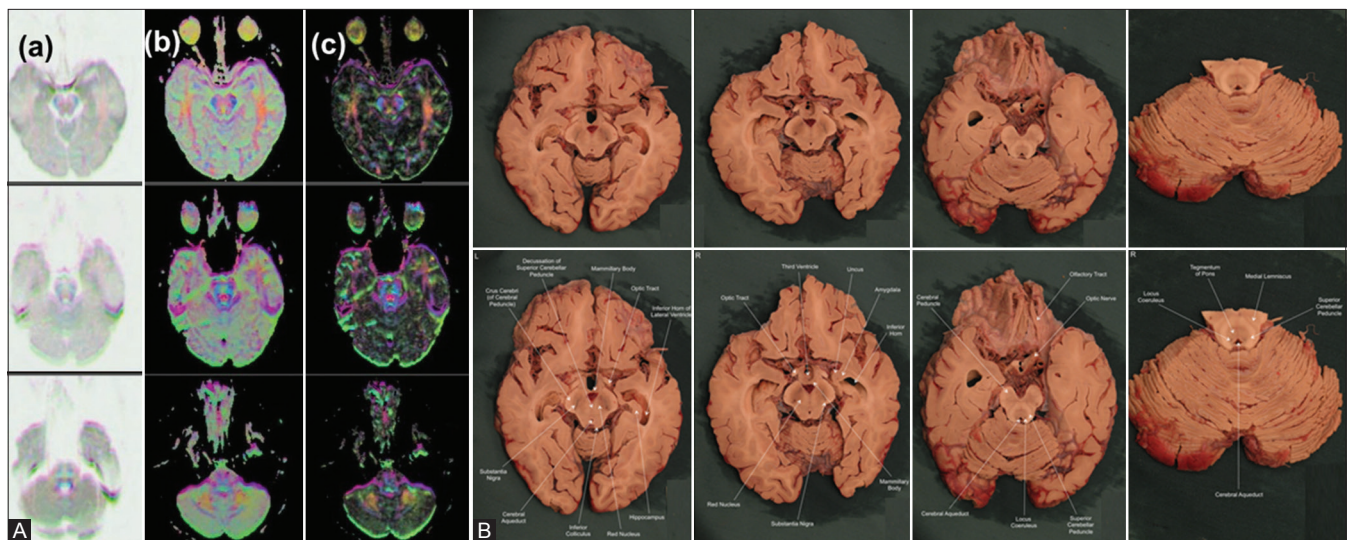 (a)
(b)
(c)
A
B
L
Decussation of
Superior Cerebellar
Peduncle
Mammillary Body
Crus Cerebri
(of Cerebral
Peduncle)
Optic Tract
Inferior Horn of
Lateral Ventricle
Substantia
Nigra
Cerebral
Aqueduct
Inferior
Colliculus
Red Nucleus
Hippocampus
R
Third Ventricle
Uncus
Optic Tract
Amygdala
Inferior
Horn
Mammillary
Body
Red Nucleus
Substantia Nigra
Olfactory Tract
Optic Nerve
Cerebral
Peduncle
Cerebral Aqueduct
Locus
Coeruleus
Superior
Cerebellar
Peduncle
R
Tegmentum
of Pons
Medial Lemniscus
Locus
Coeruleus
Superior
Cerebellar
Peduncle
Cerebral Aqueduct